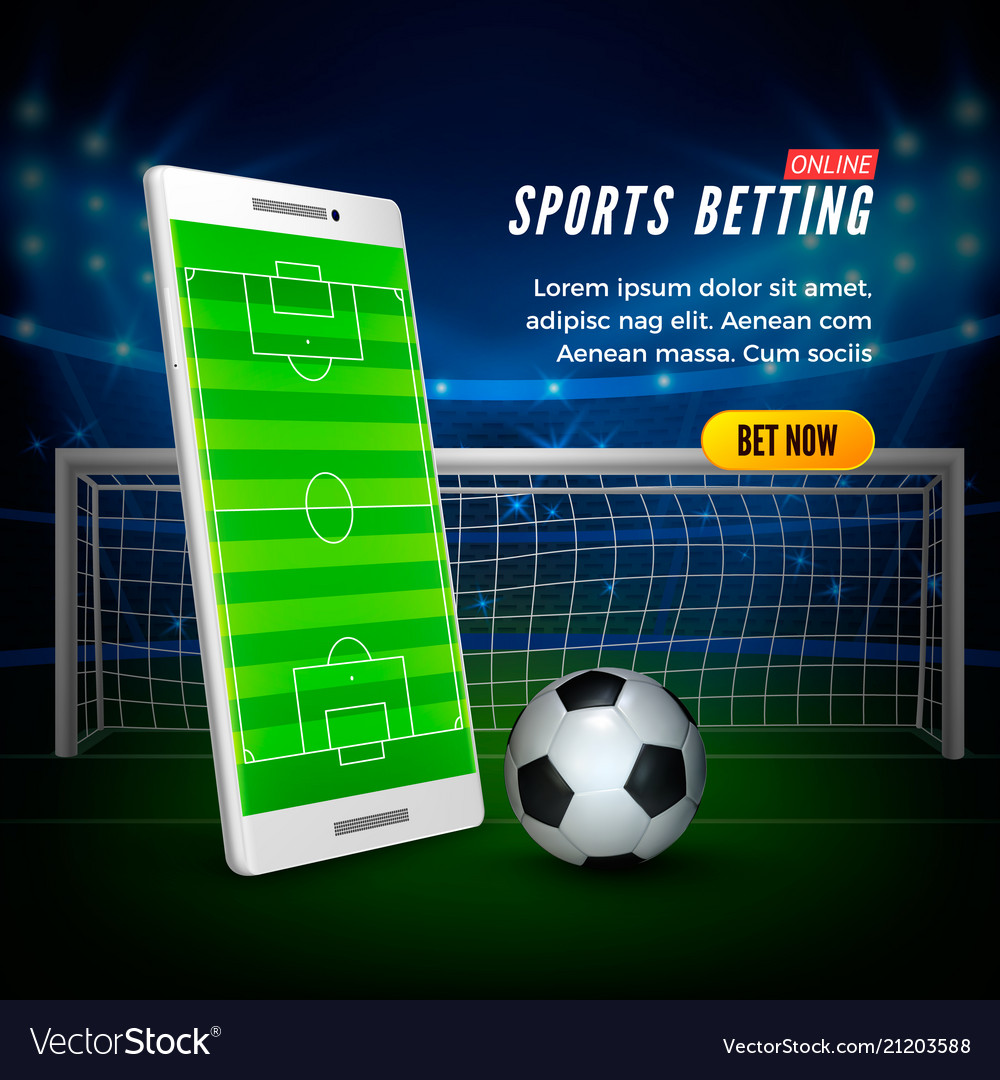 ONLINE
SPORTS BETTING
Lorem ipsum dolor sit amet,
adipisc nag elit. Aenean com
Aenean massa. Cum sociis
BET NOW
VectorStock®
VectorStock.com/21203588